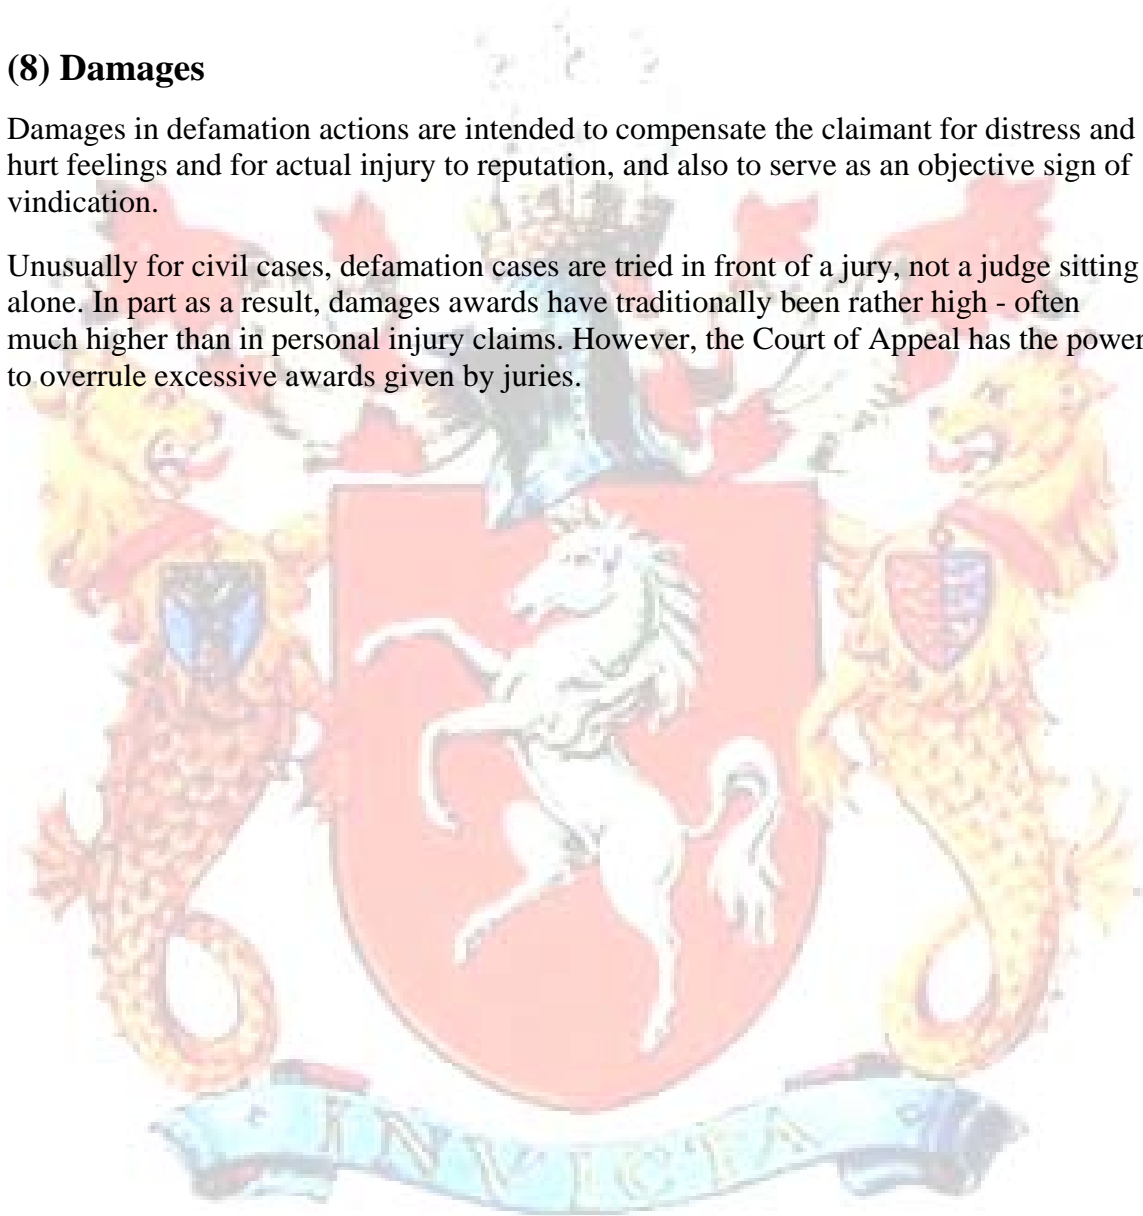 (8) Damages
Damages in defamation actions are intended to compensate the claimant for distress and
hurt feelings and for actual injury to reputation, and also to serve as an objective sign of
vindication.
Unusually for civil cases, defamation cases are tried in front of a jury, not a judge sitting
alone. In part as a result, damages awards have traditionally been rather high - often
much higher than in personal injury claims. However, the Court of Appeal has the power
to overrule excessive awards given by juries.
INVICTA